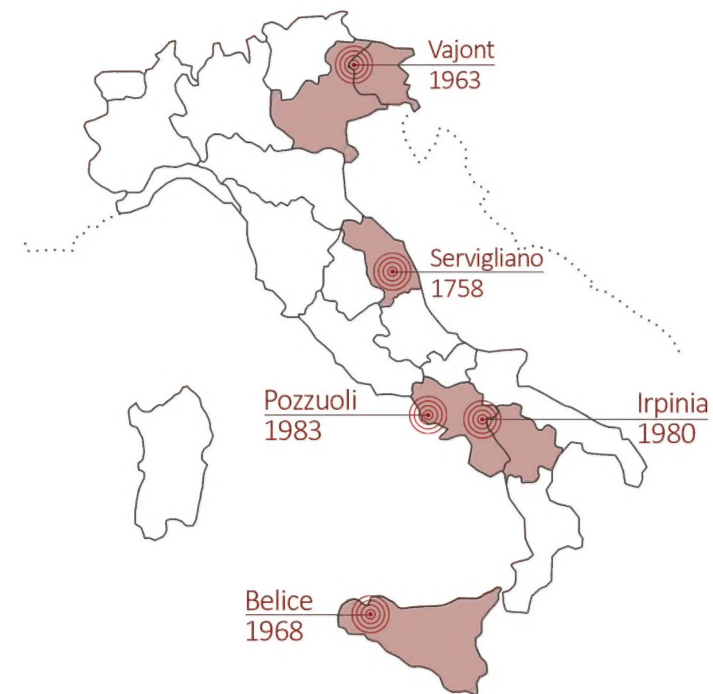 Vajont
1963
Servigliano
1758
Pozzuoli
1983
Irpinia
1980
Belice
1968